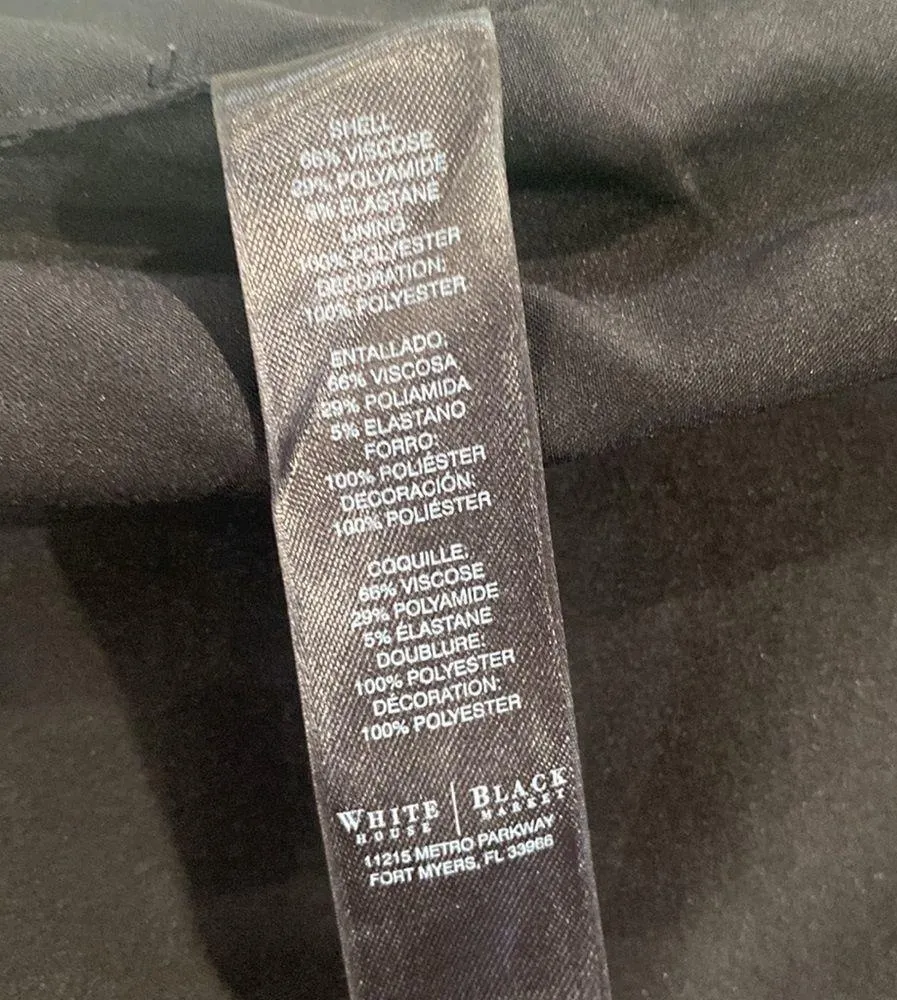 SHELL:
66% VISCOSE
29% POLYAMIDE
5% ELASTANE
LINING:
100% POLYESTER
DECORATION:
100% POLYESTER
ENTALLADO:
66% VISCOSA
29% POLIAMIDA
5% ELASTANO
FORRO:
100% POLIÉSTER
DECORACIÓN:
100% POLIÉSTER
COQUILLE:
66% VISCOSE
29% POLYAMIDE
5% ÉLASTANE
DOUBLURE:
100% POLYESTER
DÉCORATION:
100% POLYESTER
WHITE HOUSE | BLACK MARKET
11215 METRO PARKWAY
FORT MYERS, FL 33966